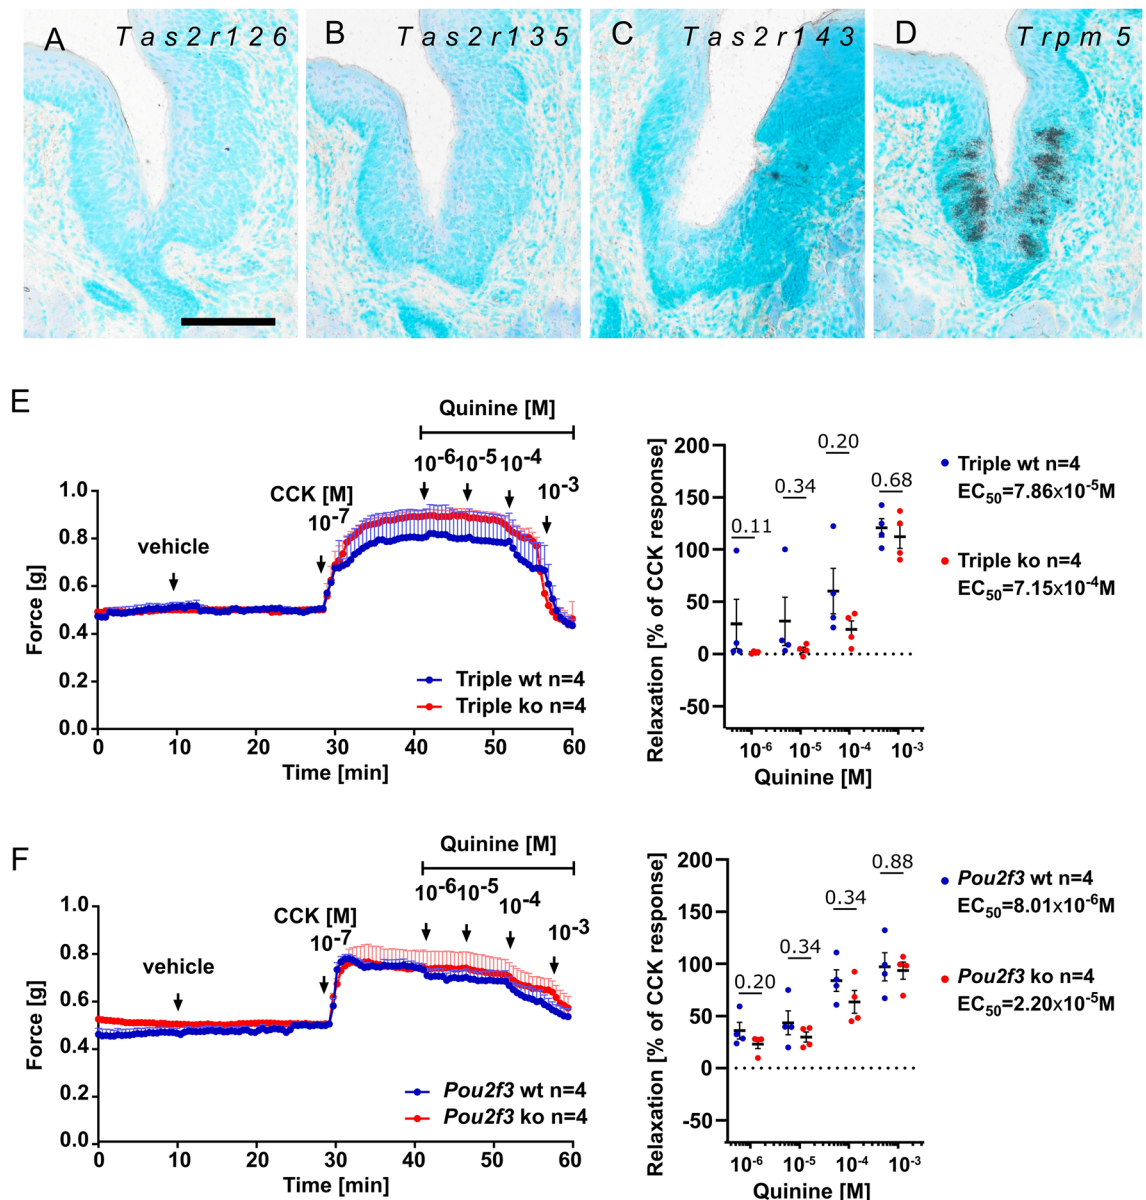 A
Tas2r126
B
Tas2r135
C
Tas2r143
D
Trpm5
E
Quinine [M]
10-6
10-5
10-4
10-3
CCK [M]
10-7
vehicle
Force [g]
1.0
0.8
0.6
0.4
0.2
0.0
Triple wt n=4
Triple ko n=4
0
10
20
30
40
50
60
Time [min]
Relaxation [% of CCK response]
200
150
100
50
0
-50
0.11
0.34
0.20
0.68
10-6
10-5
10-4
10-3
Quinine [M]
Triple wt n=4
EC50=7.86x10-5M
Triple ko n=4
EC50=7.15x10-4M
F
Quinine [M]
10-6
10-5
10-4
10-3
CCK [M]
10-7
vehicle
Force [g]
1.0
0.8
0.6
0.4
0.2
0.0
Pou2f3 wt n=4
Pou2f3 ko n=4
0
10
20
30
40
50
60
Time [min]
Relaxation [% of CCK response]
200
150
100
50
0
-50
0.20
0.34
0.34
0.88
10-6
10-5
10-4
10-3
Quinine [M]
Pou2f3 wt n=4
EC50=8.01x10-6M
Pou2f3 ko n=4
EC50=2.20x10-5M